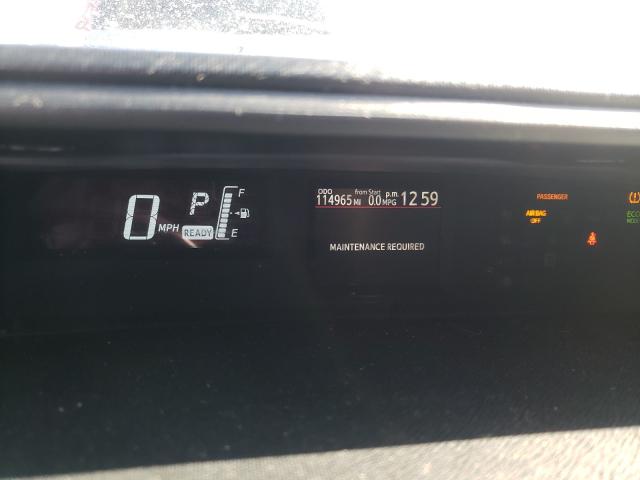 0 MPH
P
READY
F
E
ODO from Start p.m.
114965 MI 0.0 MPG 12 59
MAINTENANCE REQUIRED
PASSENGER
AIR BAG
OFF
ECO